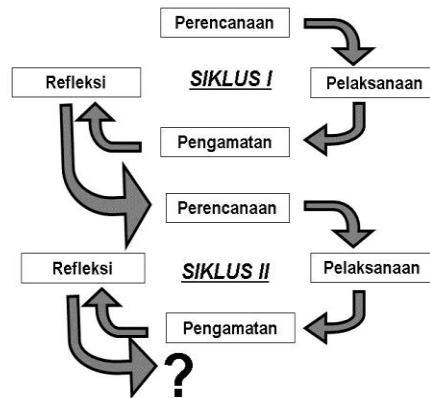 Perencanaan
Refleksi
SIKLUS I
Pelaksanaan
Pengamatan
Perencanaan
Refleksi
SIKLUS II
Pelaksanaan
Pengamatan
?